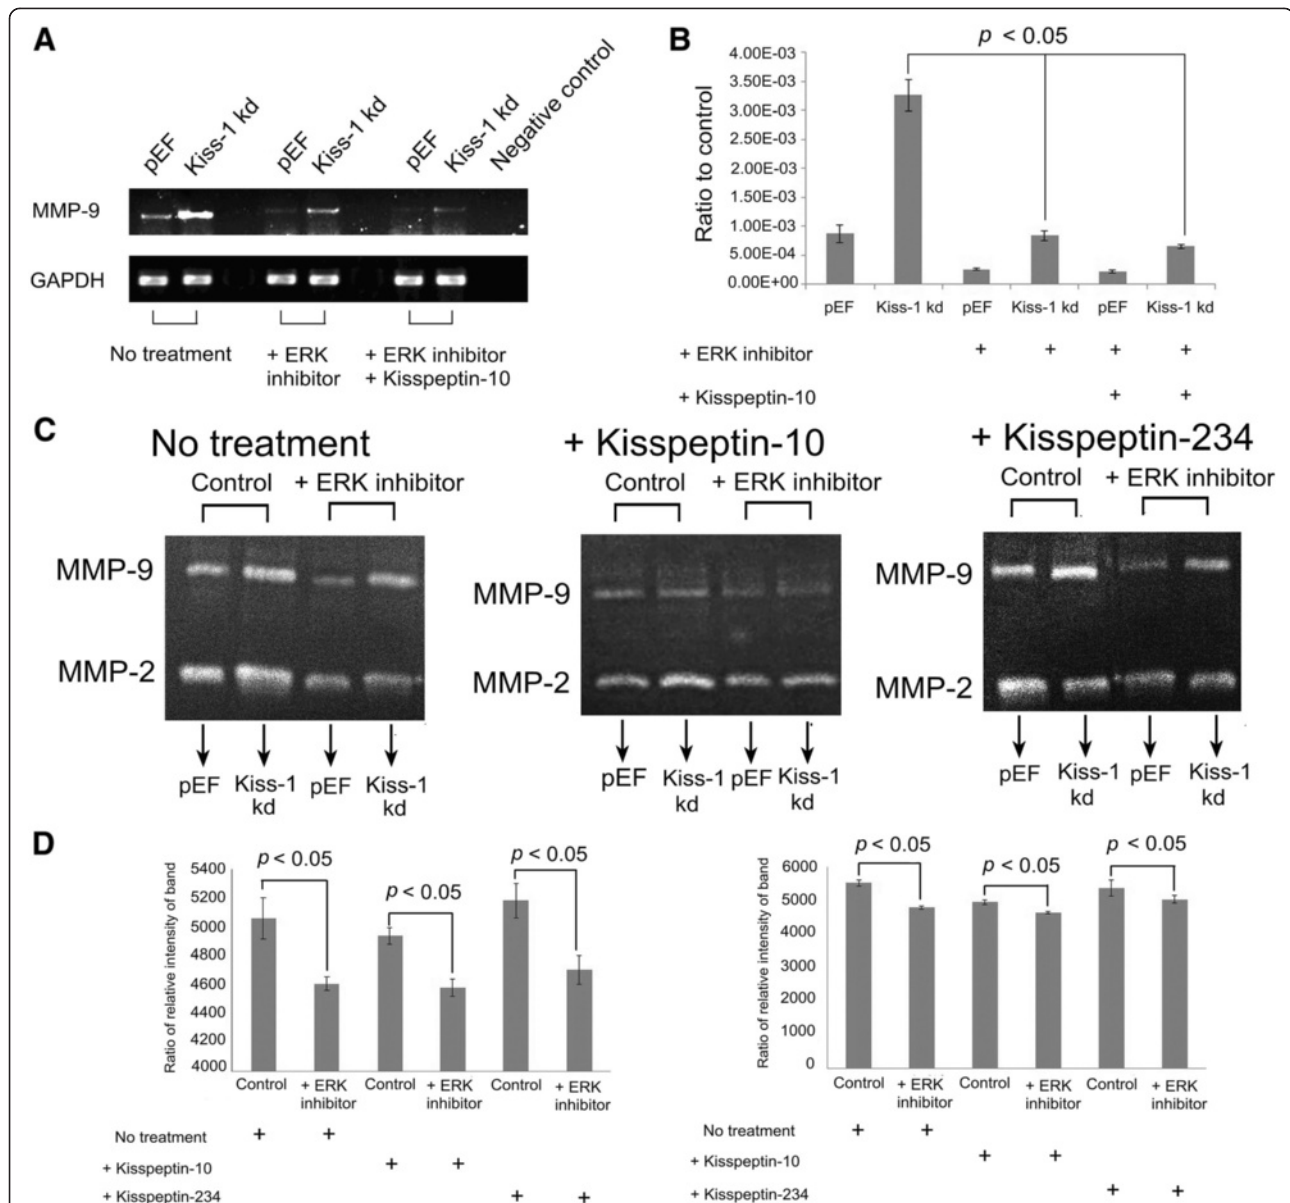 A
pEF
Kiss-1 kd
pEF
Kiss-1 kd
pEF
Kiss-1 kd
Negative control
MMP-9
GAPDH
No treatment
+ ERK
inhibitor
+ ERK inhibitor
+ Kisspeptin-10
B
p < 0.05
Ratio to control
4.00E-03
3.50E-03
3.00E-03
2.50E-03
2.00E-03
1.50E-03
1.00E-03
5.00E-04
0.00E+00
pEF Kiss-1 kd pEF Kiss-1 kd pEF Kiss-1 kd
+ ERK inhibitor + + + +
+ Kisspeptin-10 + +
C
No treatment
Control + ERK inhibitor
MMP-9
MMP-2
pEF Kiss-1 kd pEF Kiss-1 kd
+ Kisspeptin-10
Control + ERK inhibitor
MMP-9
MMP-2
pEF Kiss-1 kd pEF Kiss-1 kd
+ Kisspeptin-234
Control + ERK inhibitor
MMP-9
MMP-2
pEF Kiss-1 kd pEF Kiss-1 kd
D
Ratio of relative intensity of band
5400
5200
5000
4800
4600
4400
4200
4000
p < 0.05
p < 0.05
p < 0.05
Control + ERK inhibitor Control + ERK inhibitor Control + ERK inhibitor
No treatment + +
+ Kisspeptin-10 + +
+ Kisspeptin-234 + +
Ratio of relative intensity of band
6000
5000
4000
3000
2000
1000
0
p < 0.05
p < 0.05
p < 0.05
Control + ERK inhibitor Control + ERK inhibitor Control + ERK inhibitor
No treatment + +
+ Kisspeptin-10 + +
+ Kisspeptin-234 + +